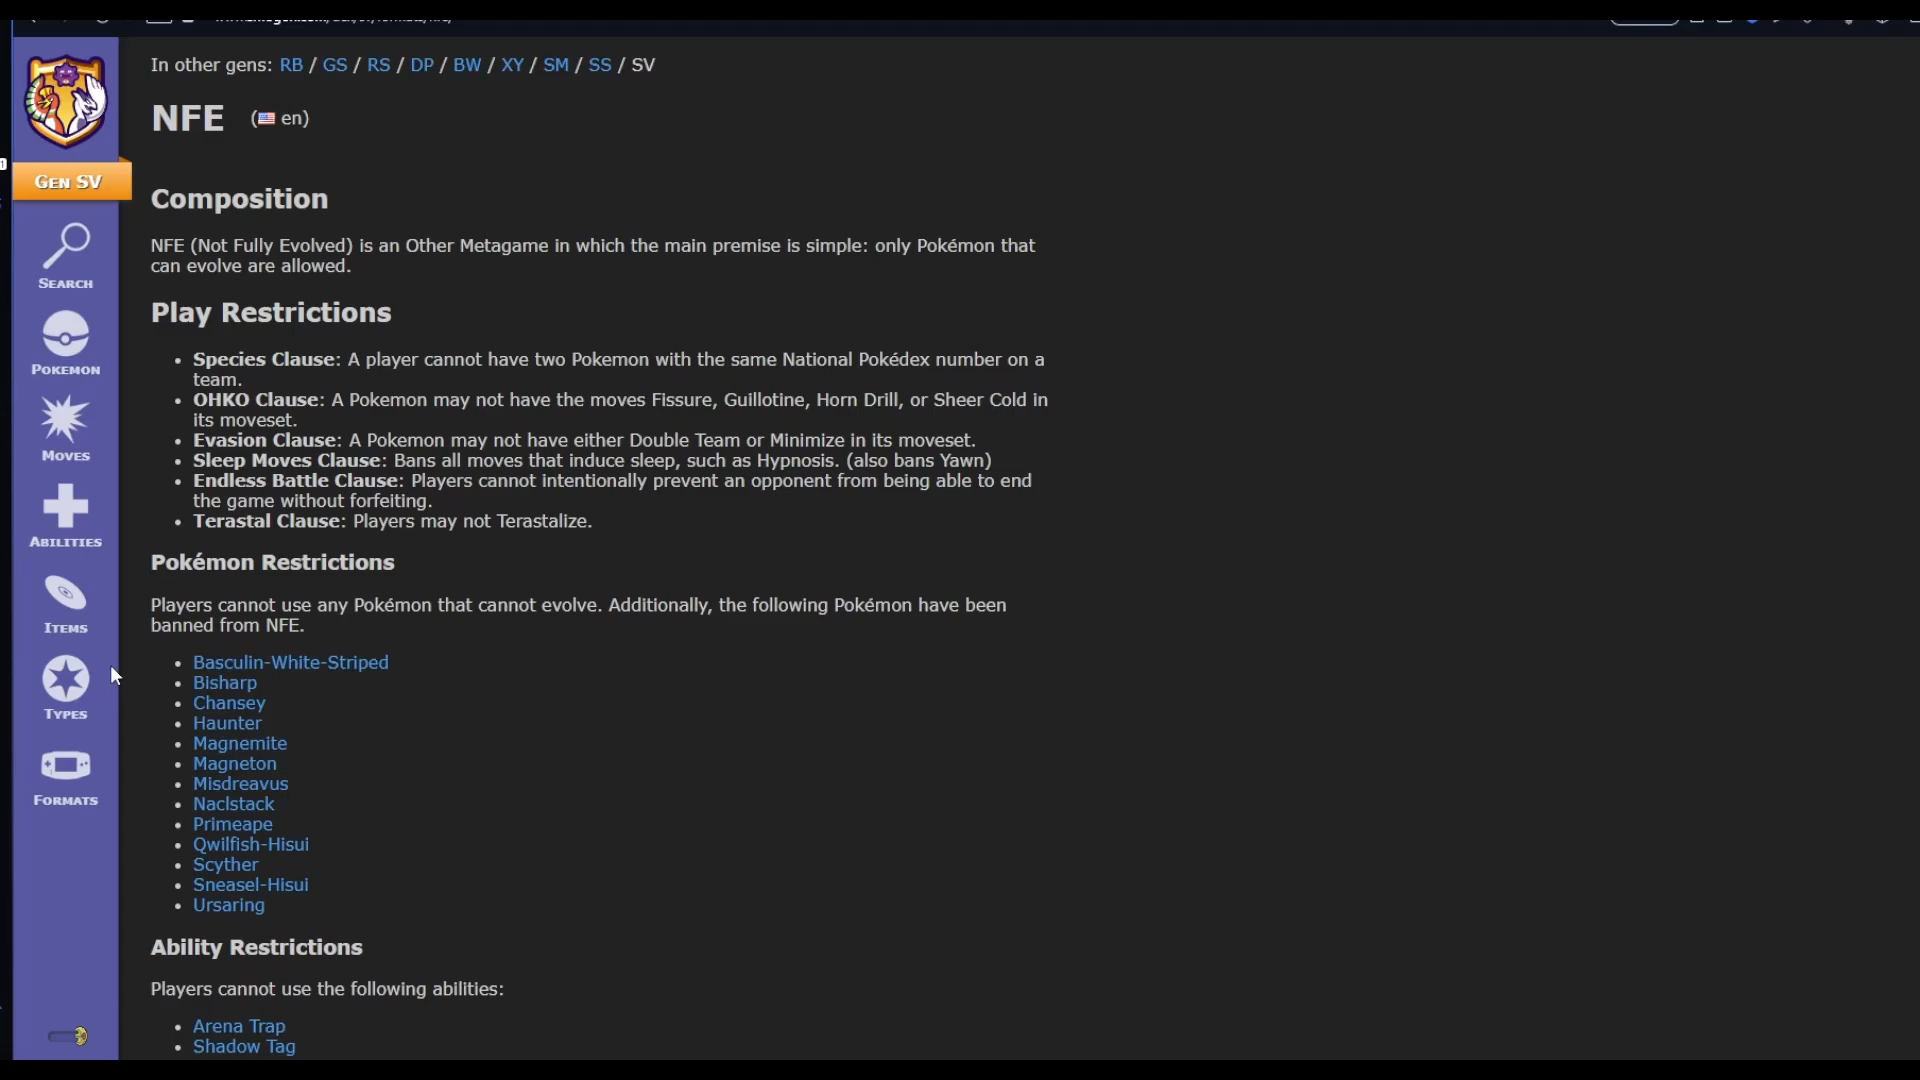 In other gens: RB / GS / RS / DP / BW / XY / SM / SS / SV
NFE (en)
GEN SV
Composition
SEARCH
NFE (Not Fully Evolved) is an Other Metagame in which the main premise is simple: only Pokémon that
can evolve are allowed.
Play Restrictions
POKEMON
• Species Clause: A player cannot have two Pokemon with the same National Pokédex number on a
team.
• OHKO Clause: A Pokemon may not have the moves Fissure, Guillotine, Horn Drill, or Sheer Cold in
its moveset.
• Evasion Clause: A Pokemon may not have either Double Team or Minimize in its moveset.
MOVES
• Sleep Moves Clause: Bans all moves that induce sleep, such as Hypnosis. (also bans Yawn)
• Endless Battle Clause: Players cannot intentionally prevent an opponent from being able to end
the game without forfeiting.
• Terastal Clause: Players may not Terastalize.
ABILITIES
Pokémon Restrictions
Players cannot use any Pokémon that cannot evolve. Additionally, the following Pokémon have been
banned from NFE.
ITEMS
• Basculin-White-Striped
• Bisharp
• Chansey
TYPES
• Haunter
• Magnemite
• Magneton
• Misdreavus
FORMATS
• Naclstack
• Primeape
• Qwilfish-Hisui
• Scyther
• Sneasel-Hisui
• Ursaring
Ability Restrictions
Players cannot use the following abilities:
• Arena Trap
• Shadow Tag